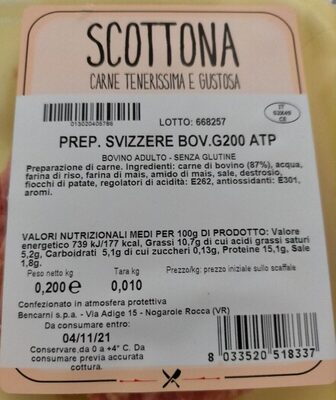 SCOTTONA
CARNE TENERISSIMA E GUSTOSA
0130204057B6
LOTTO: 668257
IT
CE
PREP. SVIZZERE BOV.G200 ATP
BOVINO ADULTO - SENZA GLUTINE
Preparazione di carne. Ingredienti: carne di bovino (87%), acqua,
farina di riso, farina di mais, amido di mais, sale, destrosio,
fiocchi di patate, regolatori di acidità: E262, antiossidanti: E301,
aromi.
VALORI NUTRIZIONALI MEDI PER 100g DI PRODOTTO: Valore
energetico 739 kJ/177 kcal, Grassi 10,7g di cui acidi grassi saturi
5,2g, Carboidrati 5,1g di cui zuccheri 0,13g, Proteine 15,1g, Sale
1,8g.
Peso netto kg Tara kg Prezzo/kg: prezzo iniziale sullo scaffale
0,200 e 0,010
Confezionato in atmosfera protettiva
Bencarni s.p.a. - Via Adige 15 - Nogarole Rocca (VR)
Da consumare entro:
04/11/21
Conservare da 0 a +4° C. Da
consumare previa accurata
cottura.
8 033520 518337